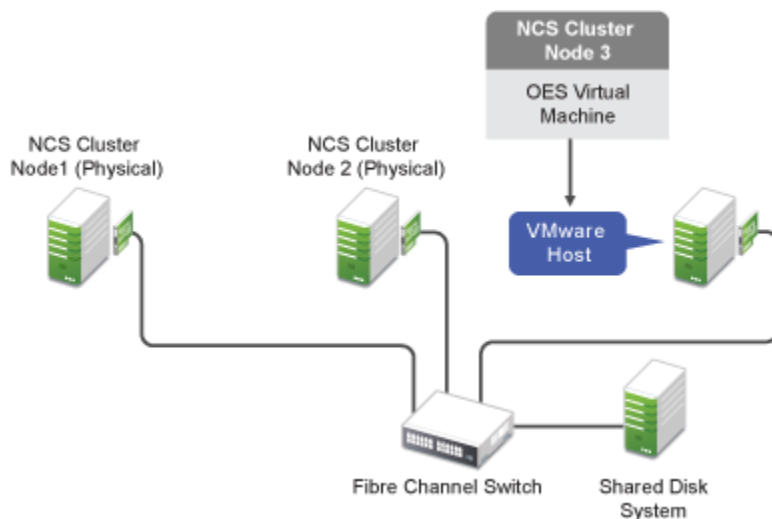 NCS Cluster
Node 3
OES Virtual
Machine
NCS Cluster
Node1 (Physical)
NCS Cluster
Node 2 (Physical)
VMware
Host
Fibre Channel Switch
Shared Disk
System